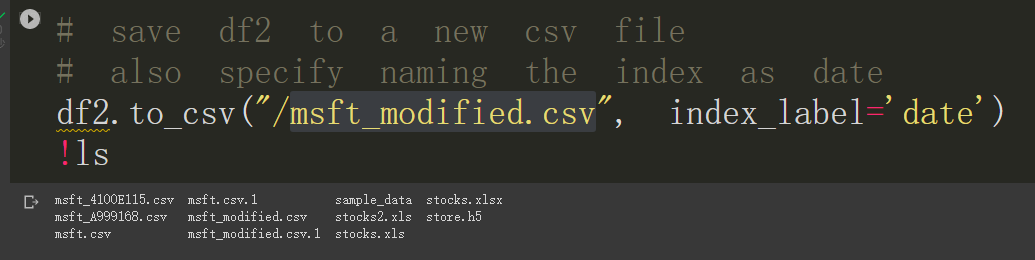 # save df2 to a new csv file
# also specify naming the index as date
df2.to_csv("/msft_modified.csv", index_label='date')
!ls
msft_4100E115.csv msft.csv.1 sample_data stocks.xlsx
msft_A999168.csv msft_modified.csv stocks2.xls store.h5
msft.csv msft_modified.csv.1 stocks.xls